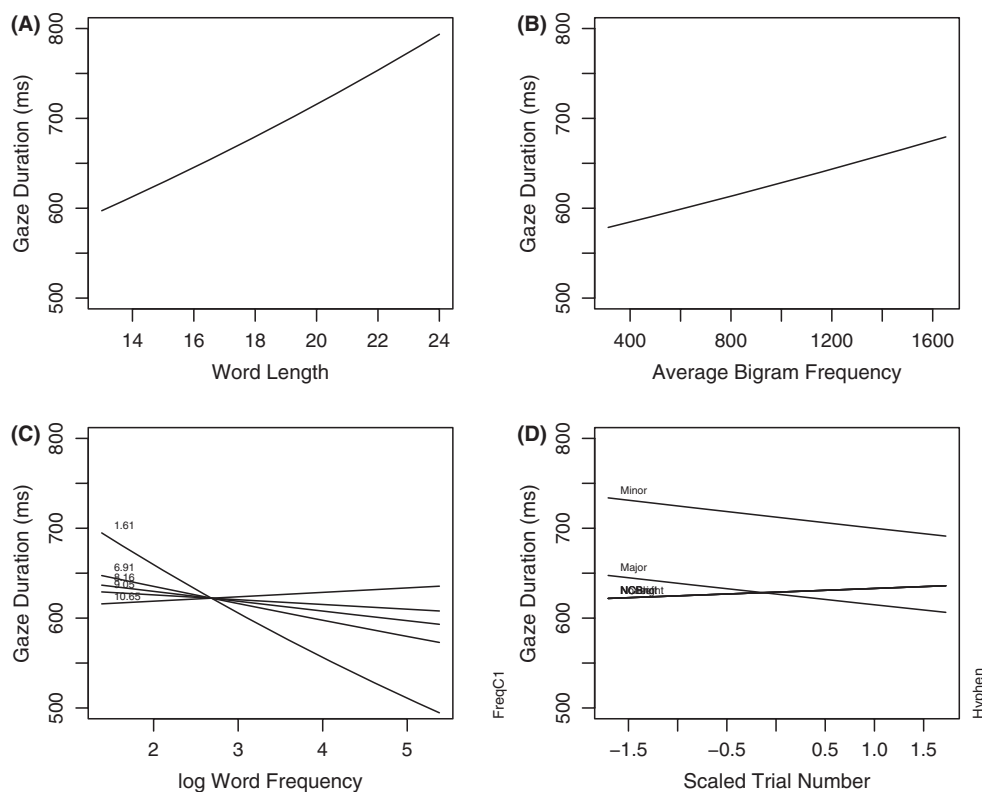 (A)
800
700
600
500
Gaze Duration (ms)
14 16 18 20 22 24
Word Length
(B)
800
700
600
500
Gaze Duration (ms)
400 800 1200 1600
Average Bigram Frequency
(C)
800
700
600
500
Gaze Duration (ms)
1.61
6.91
8.16
9.05
10.65
2 3 4 5
log Word Frequency
FreqC1
(D)
800
700
600
500
Gaze Duration (ms)
Minor
Major
−1.5 −0.5 0.5 1.0 1.5
Scaled Trial Number
Hyphen